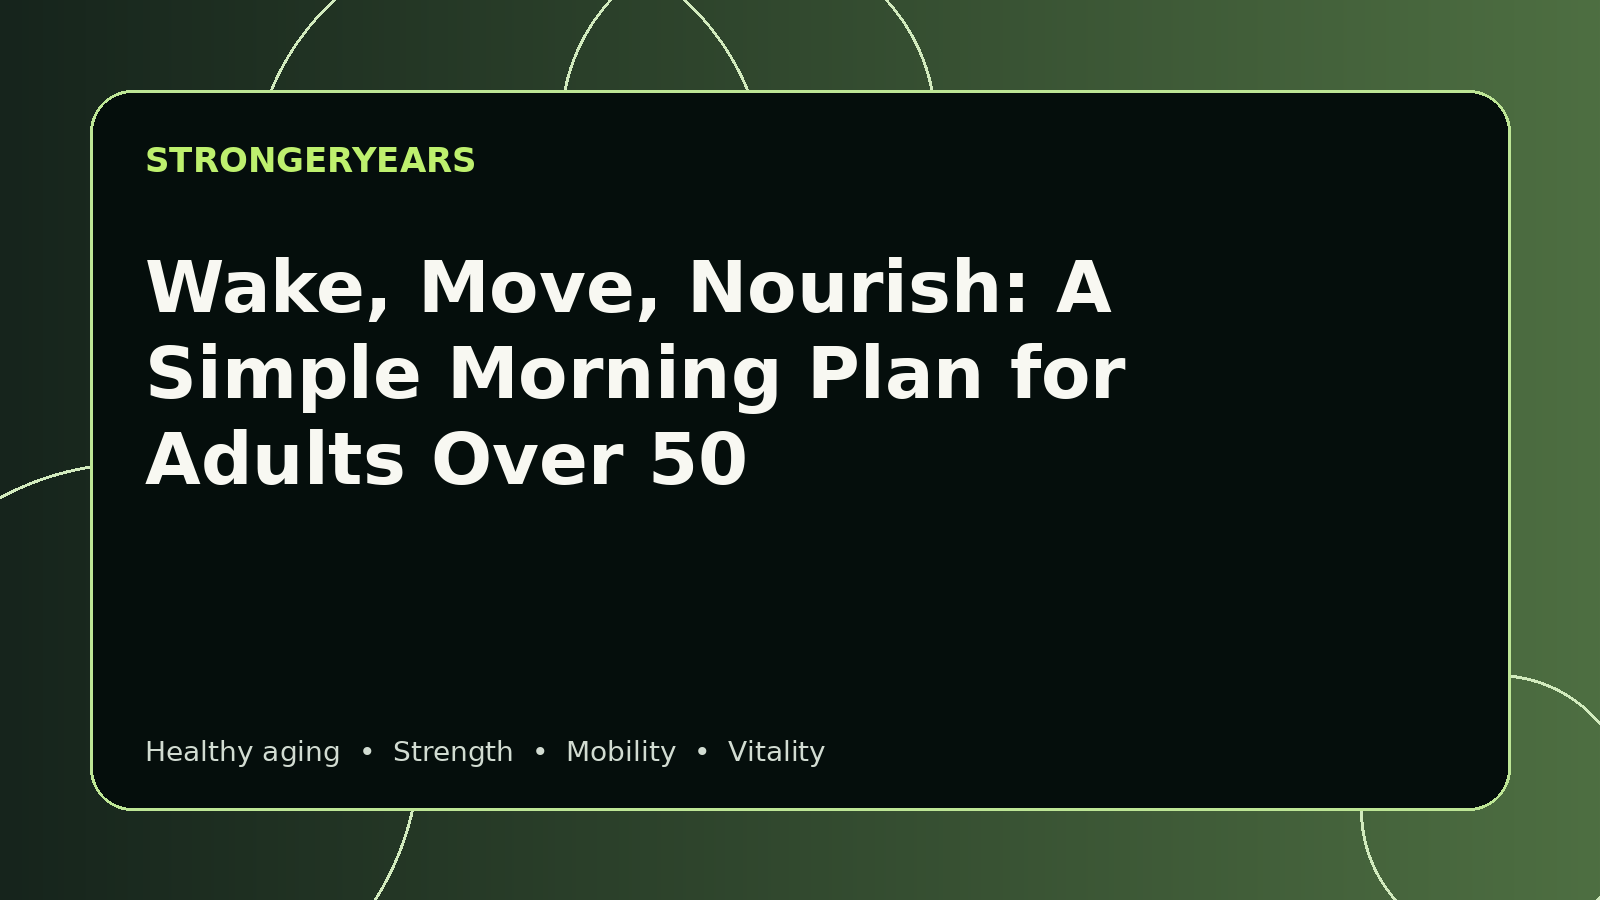 STRONGERYEARS
Wake, Move, Nourish: A
Simple Morning Plan for
Adults Over 50
Healthy aging • Strength • Mobility • Vitality